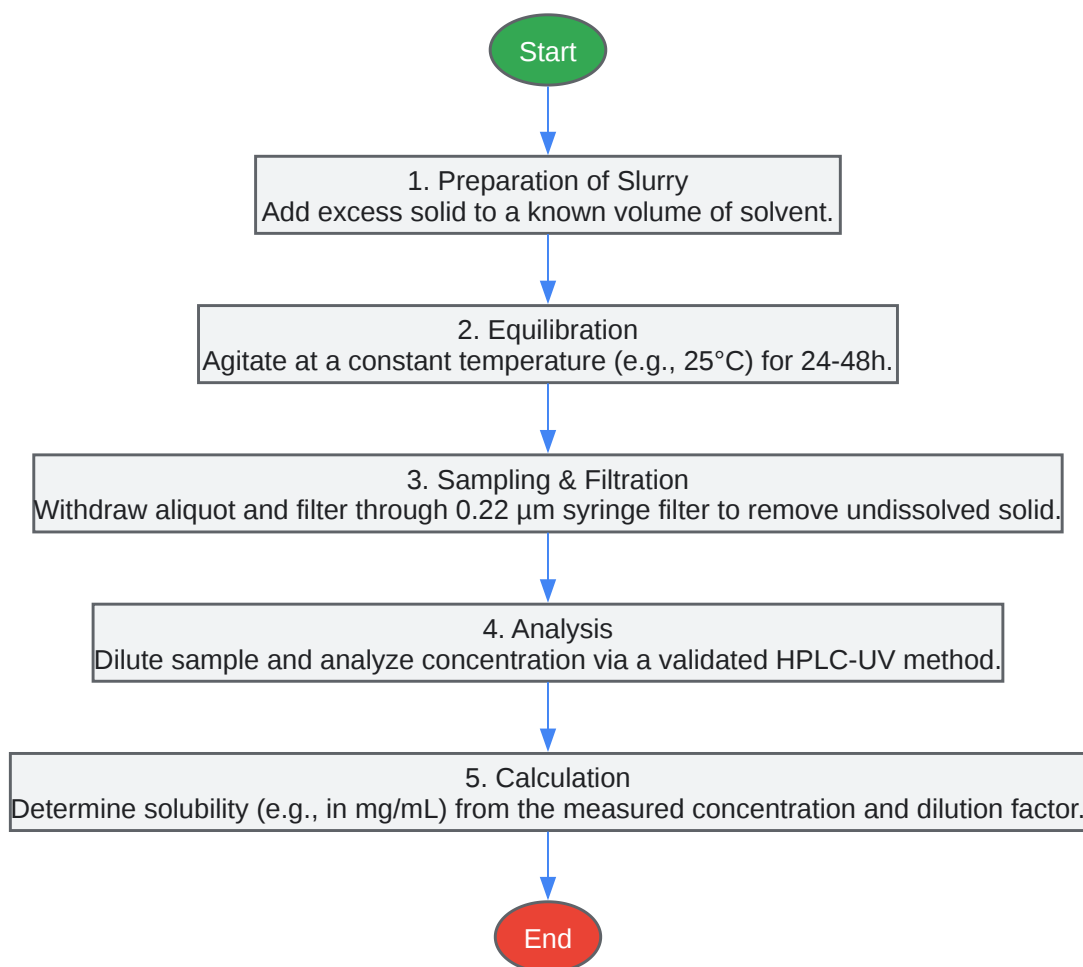 Start
1. Preparation of Slurry
Add excess solid to a known volume of solvent.
2. Equilibration
Agitate at a constant temperature (e.g., 25°C) for 24-48h.
3. Sampling & Filtration
Withdraw aliquot and filter through 0.22 µm syringe filter to remove undissolved solid.
4. Analysis
Dilute sample and analyze concentration via a validated HPLC-UV method.
5. Calculation
Determine solubility (e.g., in mg/mL) from the measured concentration and dilution factor.
End